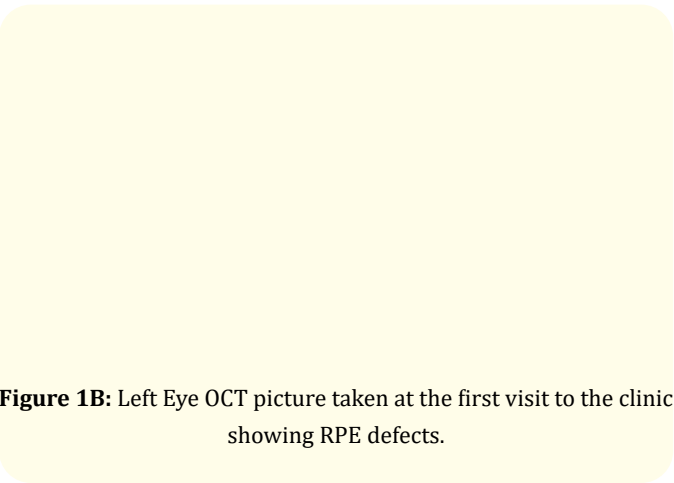 Figure 1B: Left Eye OCT picture taken at the first visit to the clinic
showing RPE defects.